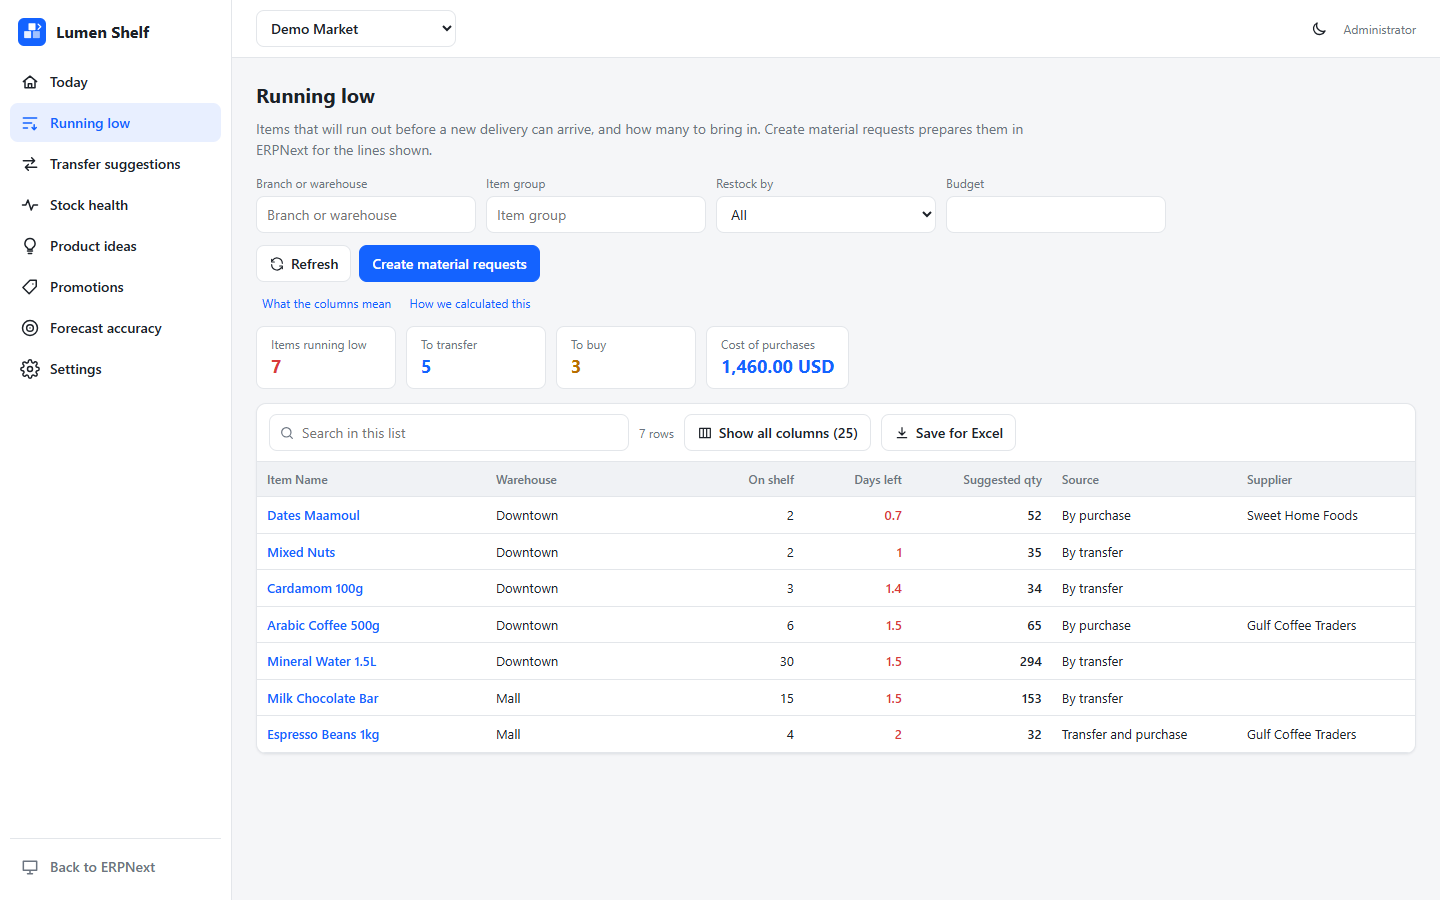 Lumen Shelf
Demo Market
Administrator
Today
Running low
Transfer suggestions
Stock health
Product ideas
Promotions
Forecast accuracy
Settings
Back to ERPNext
Running low
Items that will run out before a new delivery can arrive, and how many to bring in. Create material requests prepares them in
ERPNext for the lines shown.
Branch or warehouse Item group Restock by Budget
Branch or warehouse Item group All
Refresh Create material requests
What the columns mean How we calculated this
Items running low To transfer To buy Cost of purchases
7 5 3 1,460.00 USD
Search in this list 7 rows Show all columns (25) Save for Excel
Item Name Warehouse On shelf Days left Suggested qty Source Supplier
Dates Maamoul Downtown 2 0.7 52 By purchase Sweet Home Foods
Mixed Nuts Downtown 2 1 35 By transfer
Cardamom 100g Downtown 3 1.4 34 By transfer
Arabic Coffee 500g Downtown 6 1.5 65 By purchase Gulf Coffee Traders
Mineral Water 1.5L Downtown 30 1.5 294 By transfer
Milk Chocolate Bar Mall 15 1.5 153 By transfer
Espresso Beans 1kg Mall 4 2 32 Transfer and purchase Gulf Coffee Traders